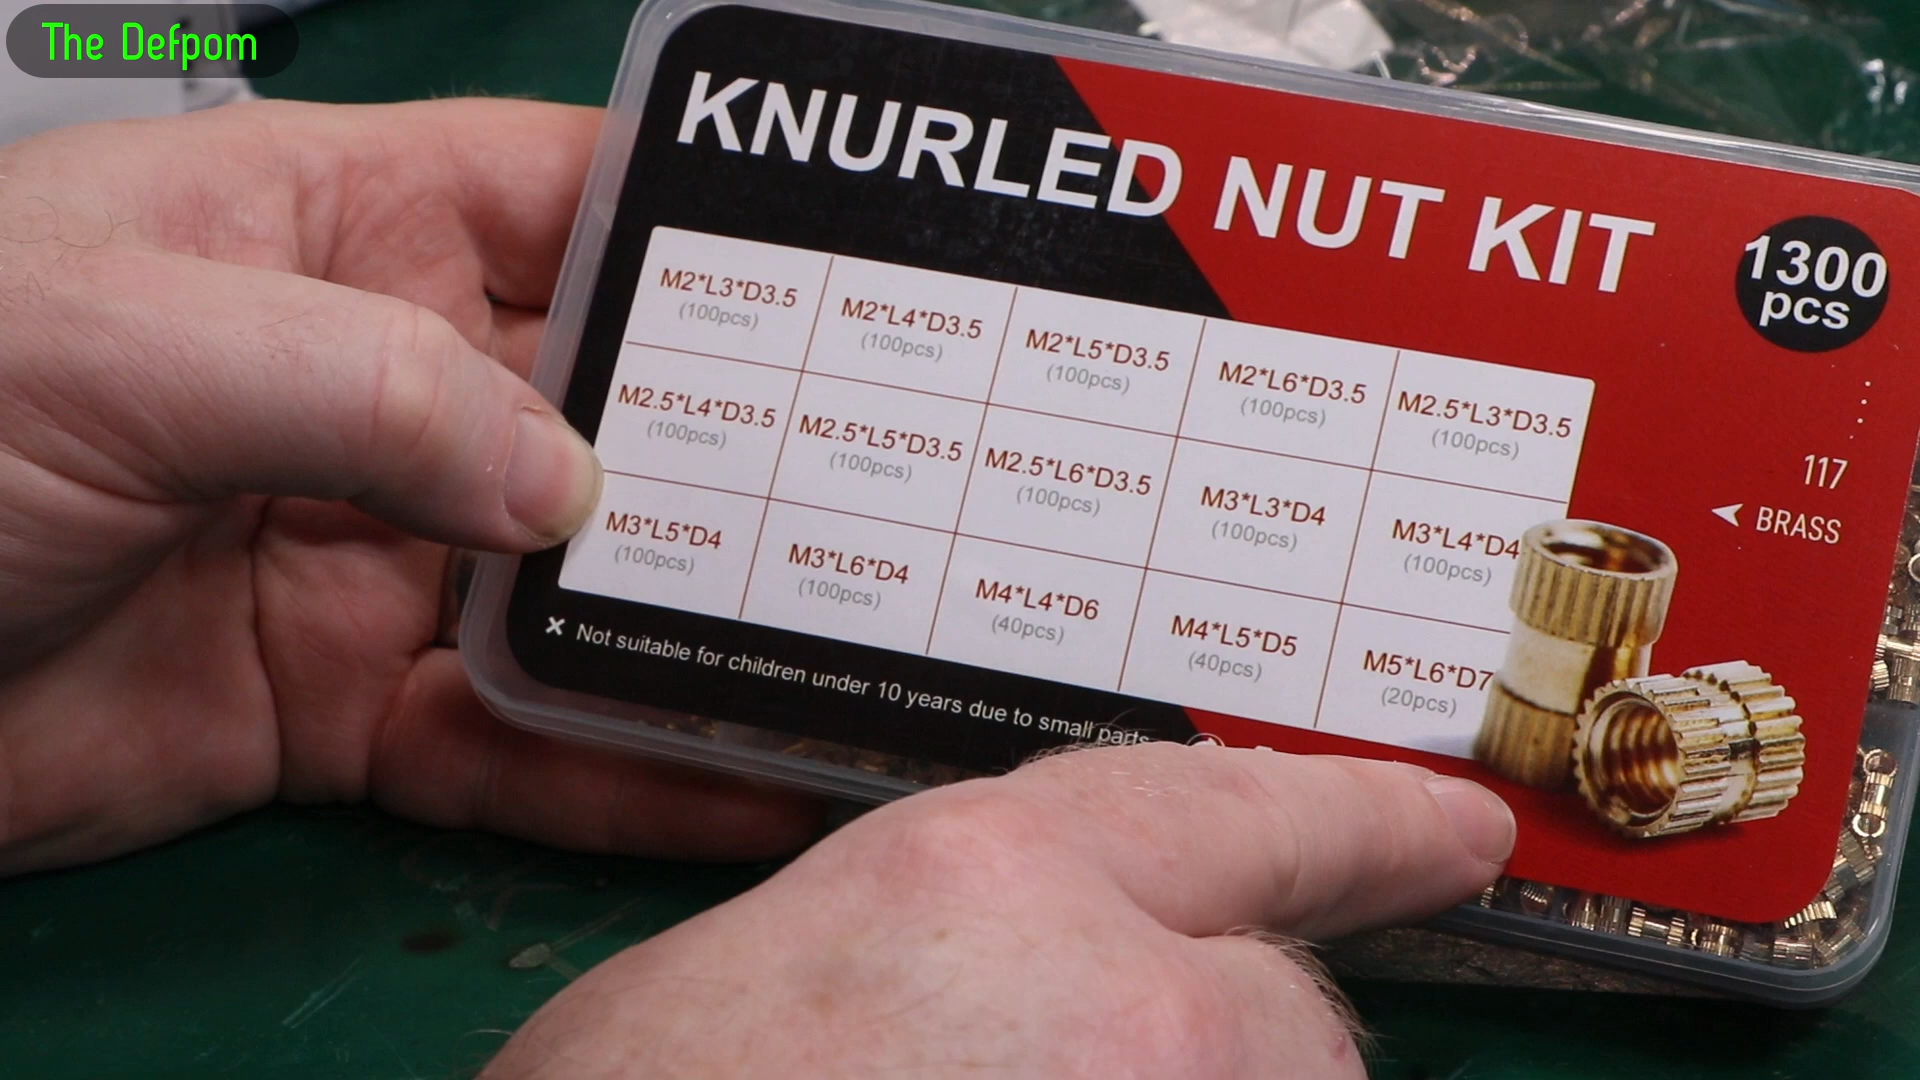 The Defpom
KNURLED NUT KIT
1300
pcs
M2*L3*D3.5
(100pcs)
M2*L4*D3.5
(100pcs)
M2*L5*D3.5
(100pcs)
M2*L6*D3.5
(100pcs)
M2.5*L3*D3.5
(100pcs)
M2.5*L4*D3.5
(100pcs)
M2.5*L5*D3.5
(100pcs)
M2.5*L6*D3.5
(100pcs)
M3*L3*D4
(100pcs)
M3*L4*D4
(100pcs)
M3*L5*D4
(100pcs)
M3*L6*D4
(100pcs)
M4*L4*D6
(40pcs)
M4*L5*D5
(40pcs)
M5*L6*D7
(20pcs)
117
BRASS
Not suitable for children under 10 years due to small parts